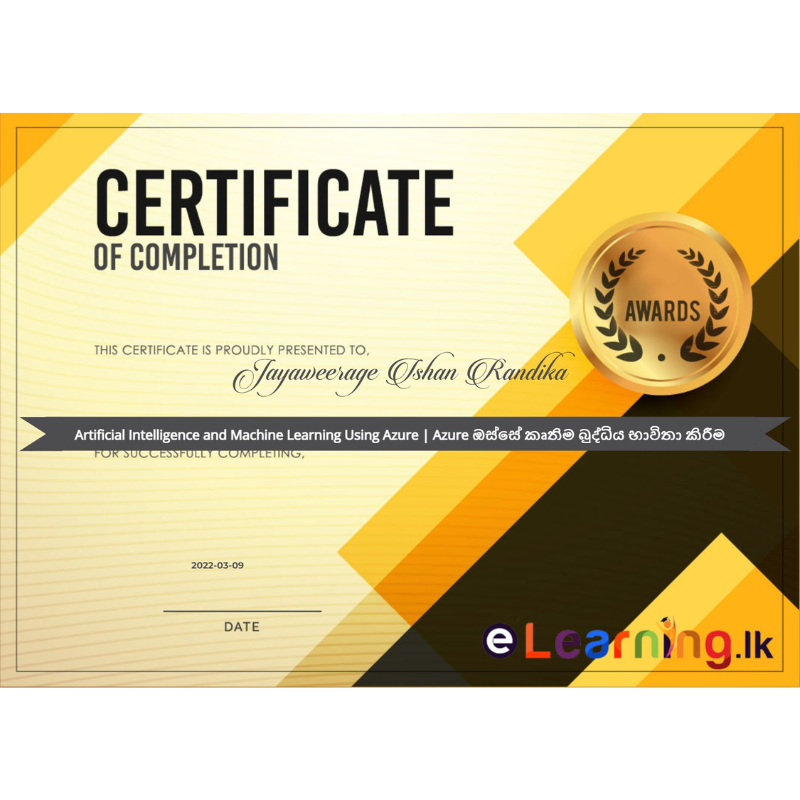 CERTIFICATE
OF COMPLETION
AWARDS
THIS CERTIFICATE IS PROUDLY PRESENTED TO,
Jayaweerage Ishan Randika
Artificial Intelligence and Machine Learning Using Azure | Azure ඔස්සේ කෘතිම බුද්ධිය භාවිතා කිරීම
FOR SUCCESSFULLY COMPLETING,
2022-03-09
DATE
eLearning.lk